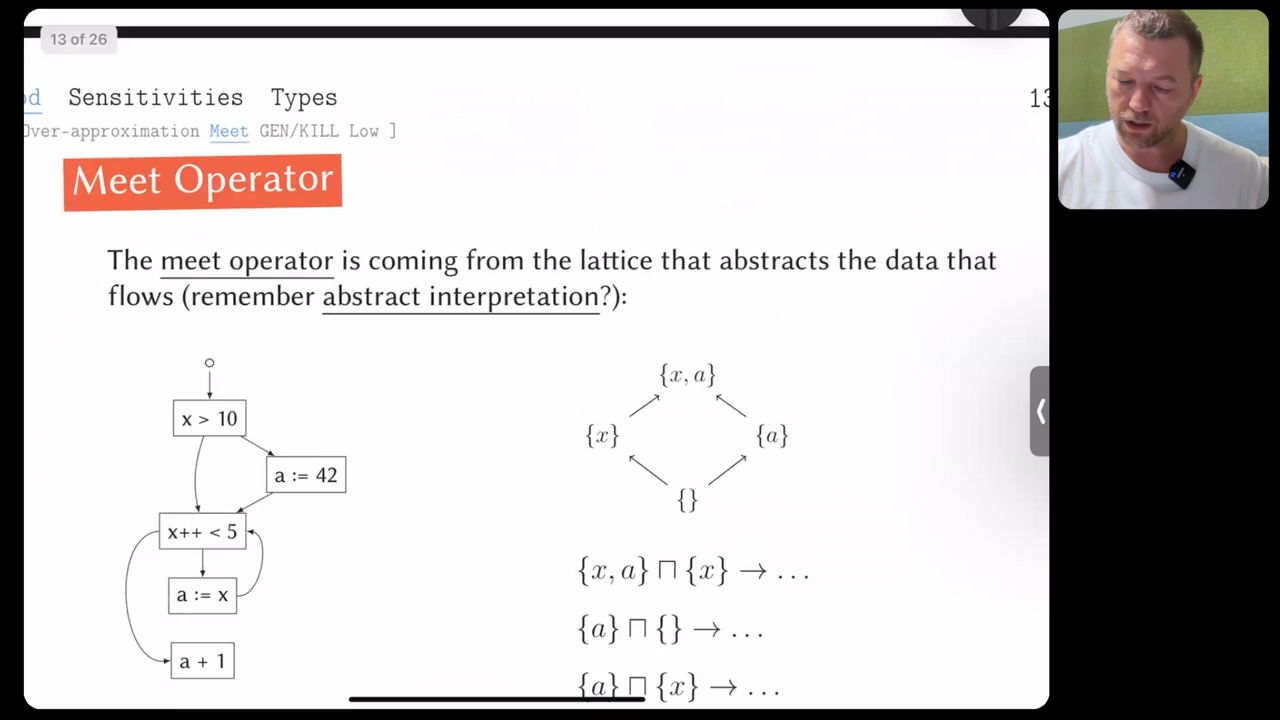 13 of 26
d Sensitivities Types
13
Over-approximation Meet GEN/KILL Low ]
Meet Operator
The meet operator is coming from the lattice that abstracts the data that
flows (remember abstract interpretation?):
x > 10
a := 42
x++ < 5
a := x
a + 1
{x, a}
{x}
{a}
{}
{x, a} ⊓ {x} → . . .
{a} ⊓ {} → . . .
{a} ⊓ {x} → . . .